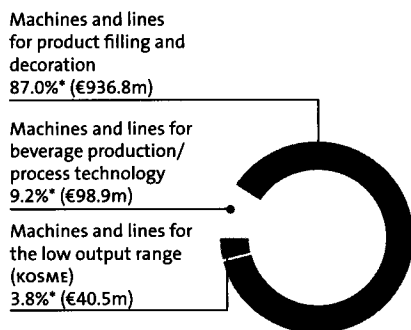 Machines and lines
for product filling and
decoration
87.0%* (€936.8m)
Machines and lines for
beverage production/
process technology
9.2%* (€98.9m)
Machines and lines for
the low output range
(KOSME)
3.8%* (€40.5m)